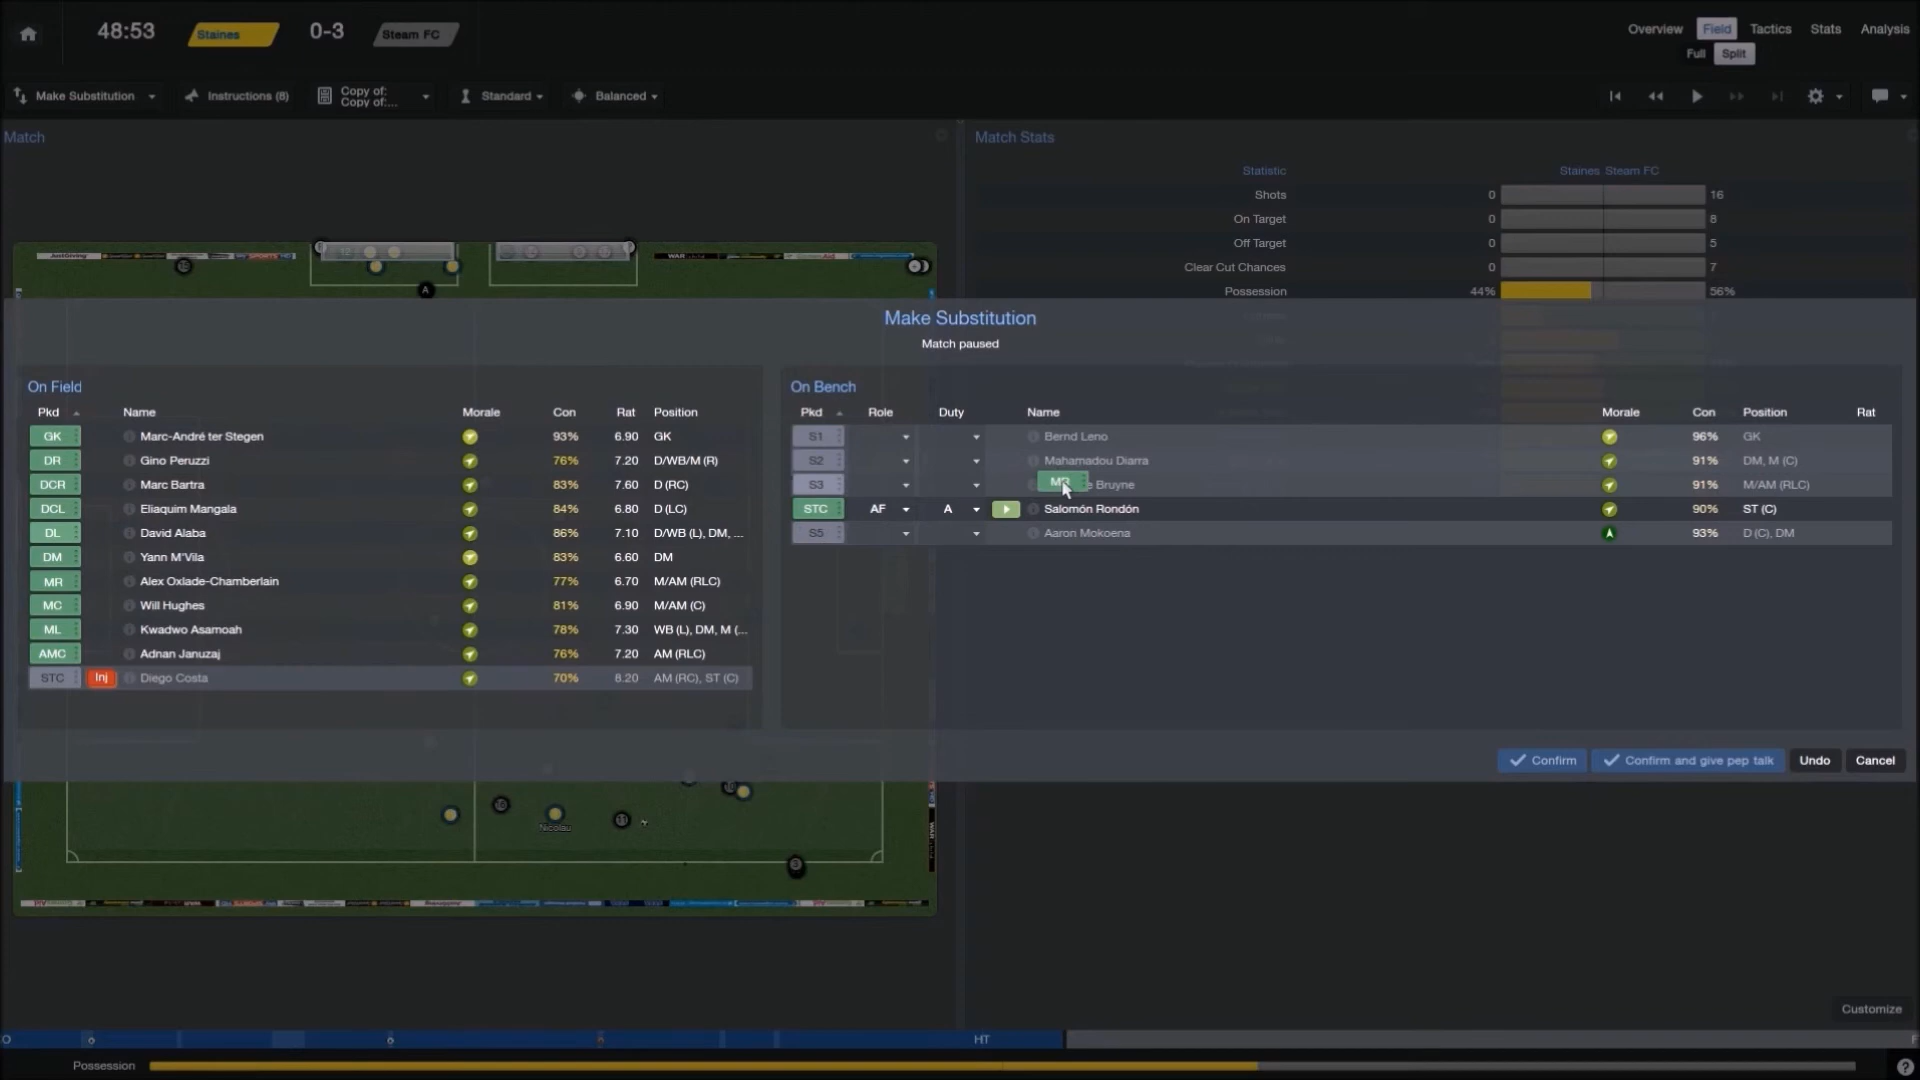 48:53 Staines 0-3 Steam FC
Overview Field Tactics Stats Analysis
Full Split
Make Substitution Instructions (8) Copy of: Standard Balanced
Copy of:...
Match
Match Stats
Statistic Staines Steam FC
Shots 0 16
On Target 0 8
Off Target 0 5
Clear Cut Chances 0 7
Possession 44% 56%
Make Substitution
Match paused
On Field
Pkd Name Morale Con Rat Position
GK Marc-André ter Stegen 93% 6.90 GK
DR Gino Peruzzi 76% 7.20 D/WB/M (R)
DCR Marc Bartra 83% 7.60 D (RC)
DCL Eliaquim Mangala 84% 6.80 D (LC)
DL David Alaba 86% 7.10 D/WB (L), DM, ...
DM Yann M'Vila 83% 6.60 DM
MR Alex Oxlade-Chamberlain 77% 6.70 M/AM (RLC)
MC Will Hughes 81% 6.90 M/AM (C)
ML Kwadwo Asamoah 78% 7.30 WB (L), DM, M (...
AMC Adnan Januzaj 76% 7.20 AM (RLC)
STC Inj Diego Costa 70% 8.20 AM (RC), ST (C)
On Bench
Pkd Role Duty Name Morale Con Position Rat
S1 Bernd Leno 96% GK
S2 Mahamadou Diarra 91% DM, M (C)
S3 MR e Bruyne 91% M/AM (RLC)
STC AF A Salomón Rondón 90% ST (C)
S5 Aaron Mokoena 93% D (C), DM
Confirm Confirm and give pep talk Undo Cancel
Nicolau
Customize
HT
Possession